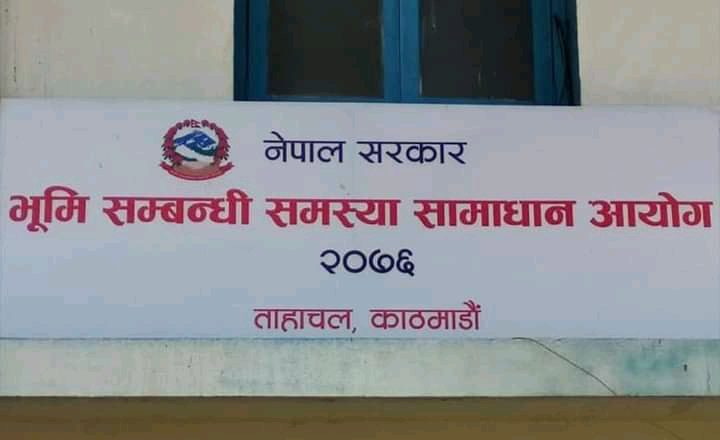 नेपाल सरकार
भूमि सम्बन्धी समस्या सामाधान आयोग
२०७६
ताहाचल, काठमाडौं